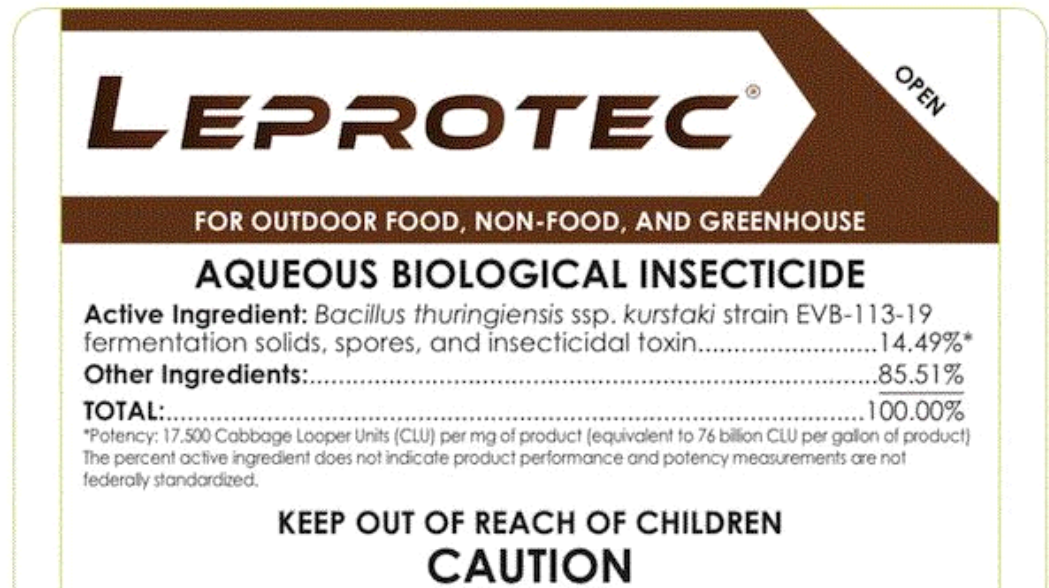 LEPROTEC®
OPEN
FOR OUTDOOR FOOD, NON-FOOD, AND GREENHOUSE
AQUEOUS BIOLOGICAL INSECTICIDE
Active Ingredient: Bacillus thuringiensis ssp. kurstaki strain EVB-113-19
fermentation solids, spores, and insecticidal toxin............................14.49%*
Other Ingredients:.........................................................................................85.51%
TOTAL:.............................................................................................................100.00%
*Potency: 17,500 Cabbage Looper Units (CLU) per mg of product (equivalent to 76 billion CLU per gallon of product)
The percent active ingredient does not indicate product performance and potency measurements are not
federally standardized.
KEEP OUT OF REACH OF CHILDREN
CAUTION